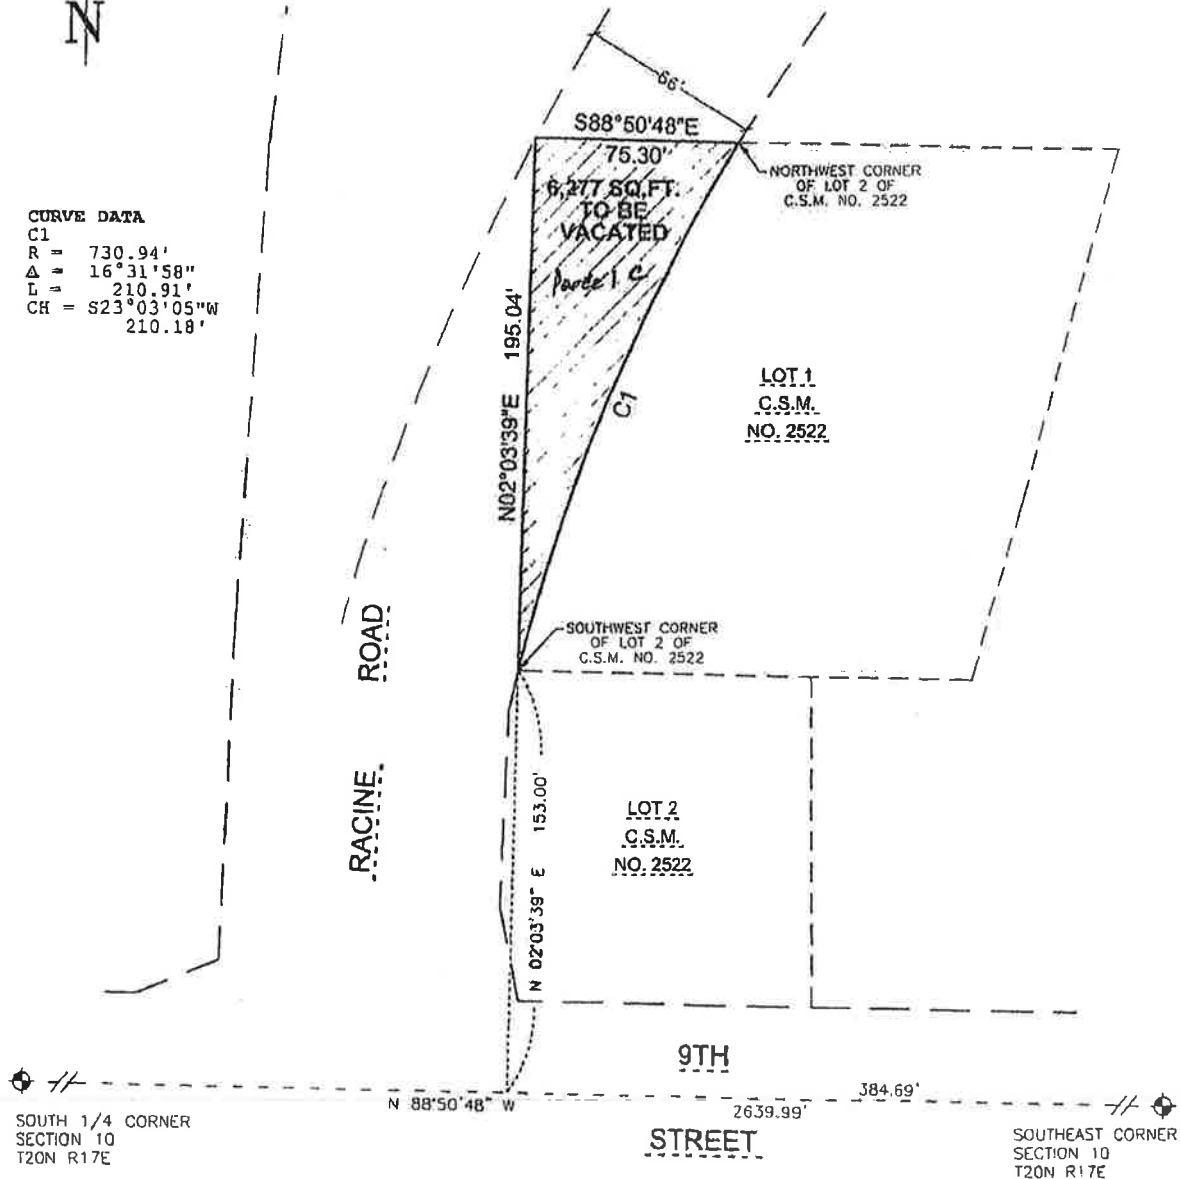 N
66'
S88°50'48"E
75.30'
6,277 SQ.FT.
TO BE
VACATED
Parcel C
NORTHWEST CORNER
OF LOT 2 OF
C.S.M. NO. 2522
CURVE DATA
C1
R = 730.94'
Δ = 16°31'58"
L = 210.91'
CH = S23°03'05"W
210.18'
N02°03'39"E 195.04'
C1
LOT 1
C.S.M.
NO. 2522
SOUTHWEST CORNER
OF LOT 2 OF
C.S.M. NO. 2522
RACINE ROAD
N 02°03'39" E 153.00'
LOT 2
C.S.M.
NO. 2522
9TH
384.69'
N 88°50'48" W
2639.99'
STREET
SOUTH 1/4 CORNER
SECTION 10
T20N R17E
SOUTHEAST CORNER
SECTION 10
T20N R17E